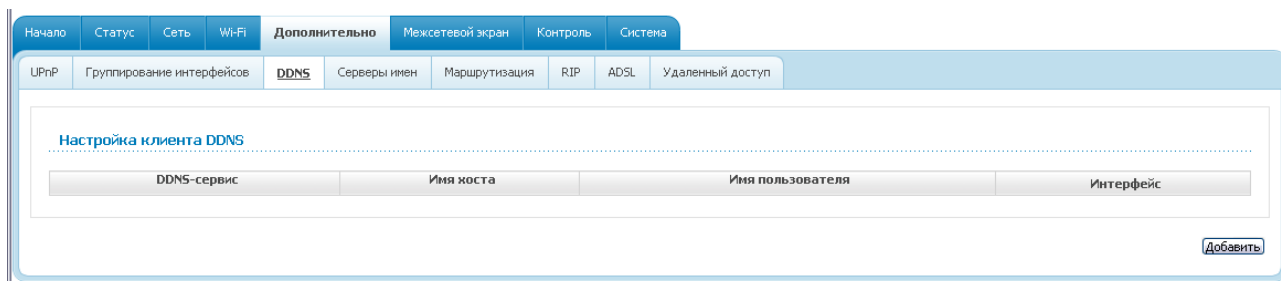 Начало Статус Сеть Wi-Fi Дополнительно Межсетевой экран Контроль Система
UPnP Группирование интерфейсов DDNS Серверы имен Маршрутизация RIP ADSL Удаленный доступ
Настройка клиента DDNS
DDNS-сервис Имя хоста Имя пользователя Интерфейс
Добавить